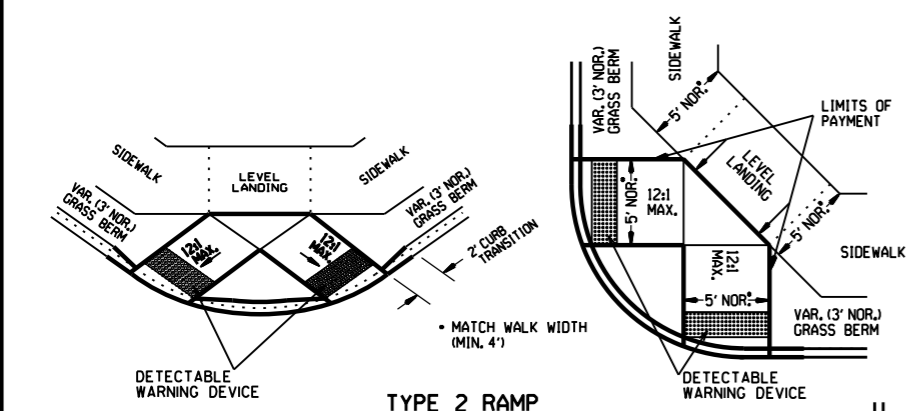 SIDEWALK
LEVEL
LANDING
SIDEWALK
VAR. (3' NOR.)
GRASS BERM
12:1
MAX.
12:1
MAX.
VAR. (3' NOR.)
GRASS BERM
2' CURB
TRANSITION
• MATCH WALK WIDTH
(MIN. 4')
DETECTABLE
WARNING DEVICE
TYPE 2 RAMP
VAR. (3' NOR.)
GRASS BERM
SIDEWALK
5' NOR.•
LIMITS OF
PAYMENT
LEVEL
LANDING
5' NOR.•
12:1
MAX.
5' NOR.•
SIDEWALK
12:1
MAX.
5' NOR.•
VAR. (3' NOR.)
GRASS BERM
DETECTABLE
WARNING DEVICE